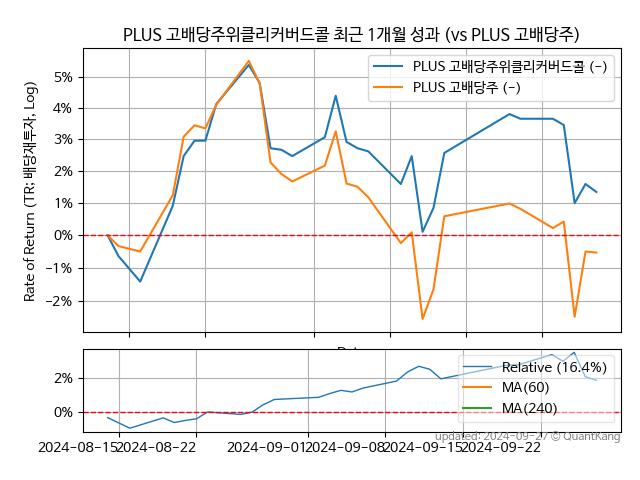 PLUS 고배당주위클리커버드콜 최근 1개월 성과 (vs PLUS 고배당주)
Rate of Return (TR: 배당재투자, Log)
5%
4%
3%
2%
1%
0%
−1%
−2%
PLUS 고배당주위클리커버드콜 (-)
PLUS 고배당주 (-)
2%
0%
Relative (16.4%)
MA(60)
MA(240)
2024-08-15
2024-08-22
2024-09-01
2024-09-08
2024-09-15
2024-09-22
updated: 2024-09-27 © QuantKang